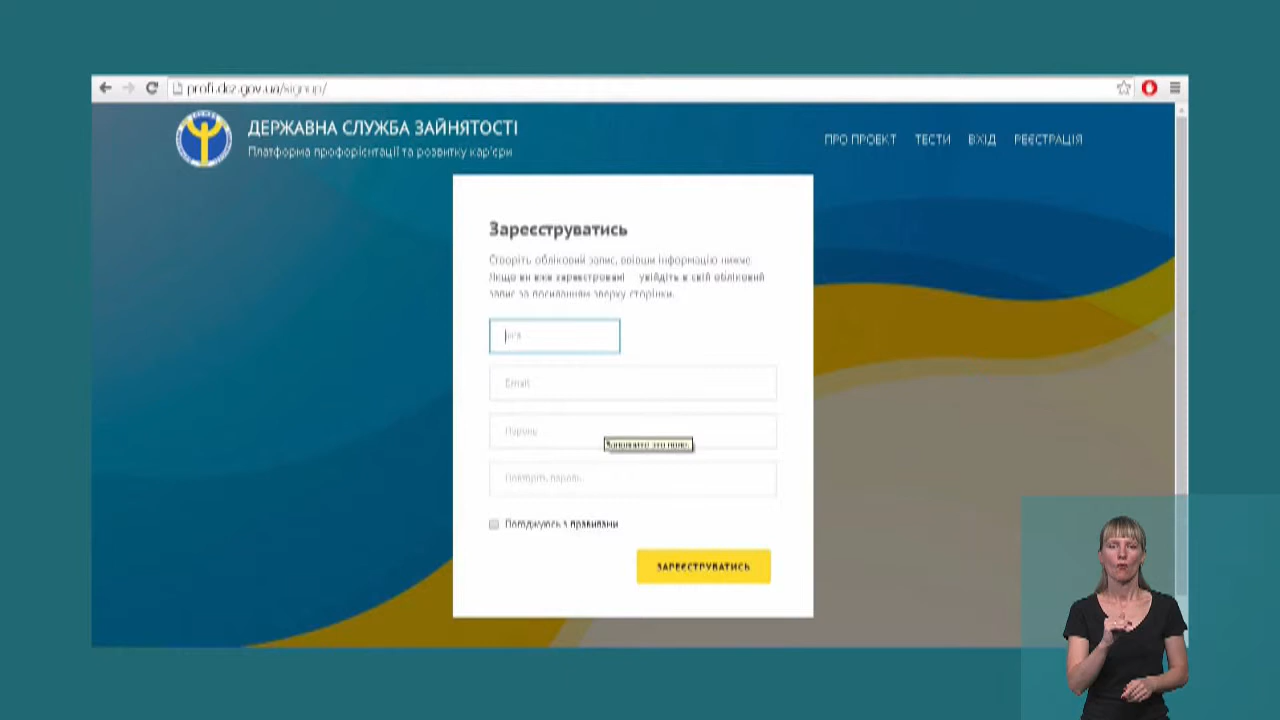 profi.dcz.gov.ua/signup/
ДЕРЖАВНА СЛУЖБА ЗАЙНЯТОСТІ
Платформа профорієнтації та розвитку кар'єри
ПРО ПРОЕКТ ТЕСТИ ВХІД РЕЄСТРАЦІЯ
Зареєструватись
Створіть обліковий запис, ввівши інформацію нижче.
Якщо ви вже зареєстровані увійдіть в свій обліковий
запис за посиланням зверху сторінки.
Ім'я
Email
Пароль
Повторіть пароль
Погоджуюсь з правилами
ЗАРЕЄСТРУВАТИСЬ